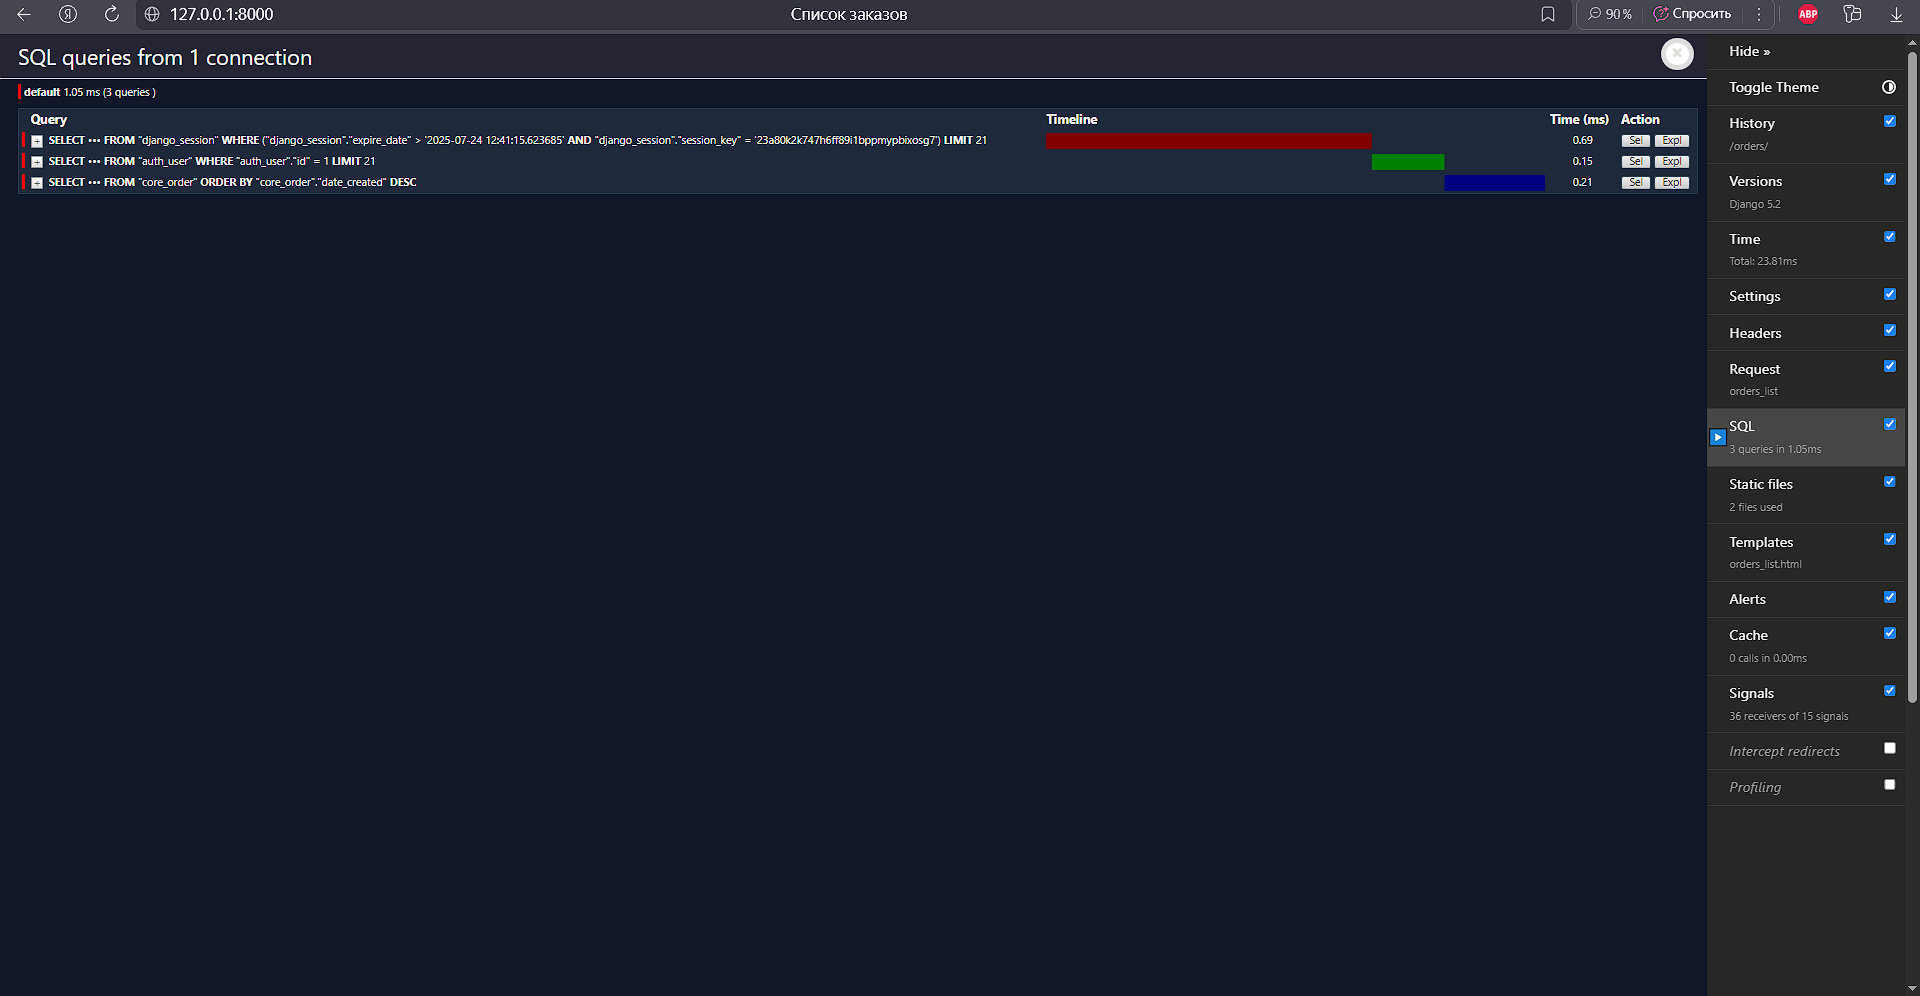 127.0.0.1:8000
Список заказов
90 %
Спросить
ABP
SQL queries from 1 connection
default 1.05 ms (3 queries )
Query Timeline Time (ms) Action
+ SELECT ••• FROM "django_session" WHERE ("django_session"."expire_date" > '2025-07-24 12:41:15.623685' AND "django_session"."session_key" = '23a80k2k747h6ff89i1bppmypbixosg7') LIMIT 21 0.69 Sel Expl
+ SELECT ••• FROM "auth_user" WHERE "auth_user"."id" = 1 LIMIT 21 0.15 Sel Expl
+ SELECT ••• FROM "core_order" ORDER BY "core_order"."date_created" DESC 0.21 Sel Expl
Hide »
Toggle Theme
History
/orders/
Versions
Django 5.2
Time
Total: 23.81ms
Settings
Headers
Request
orders_list
SQL
3 queries in 1.05ms
Static files
2 files used
Templates
orders_list.html
Alerts
Cache
0 calls in 0.00ms
Signals
36 receivers of 15 signals
Intercept redirects
Profiling